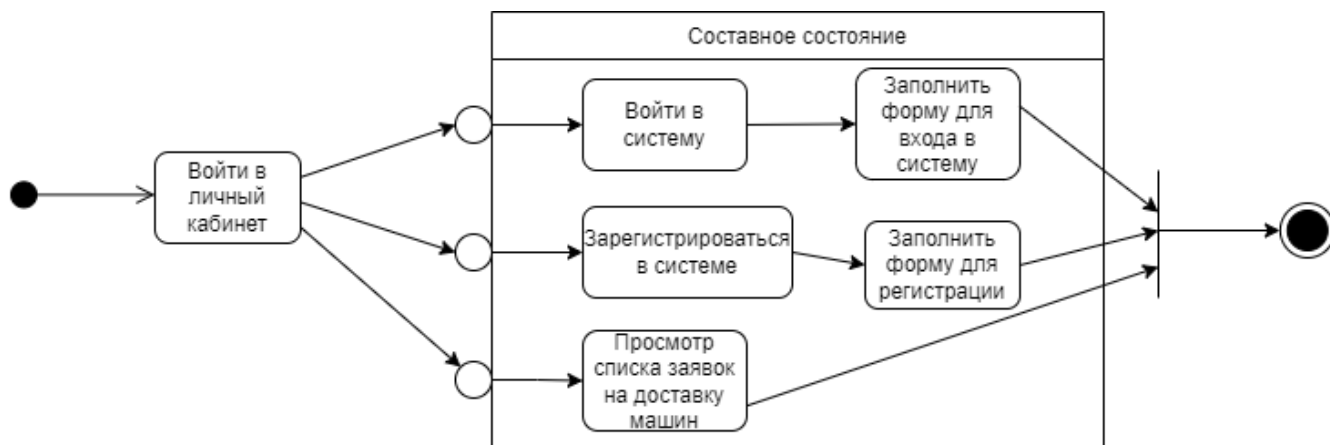 Составное состояние
Войти в
личный
кабинет
Войти в
систему
Заполнить
форму для
входа в
систему
Зарегистрироваться
в системе
Заполнить
форму для
регистрации
Просмотр
списка заявок
на доставку
машин